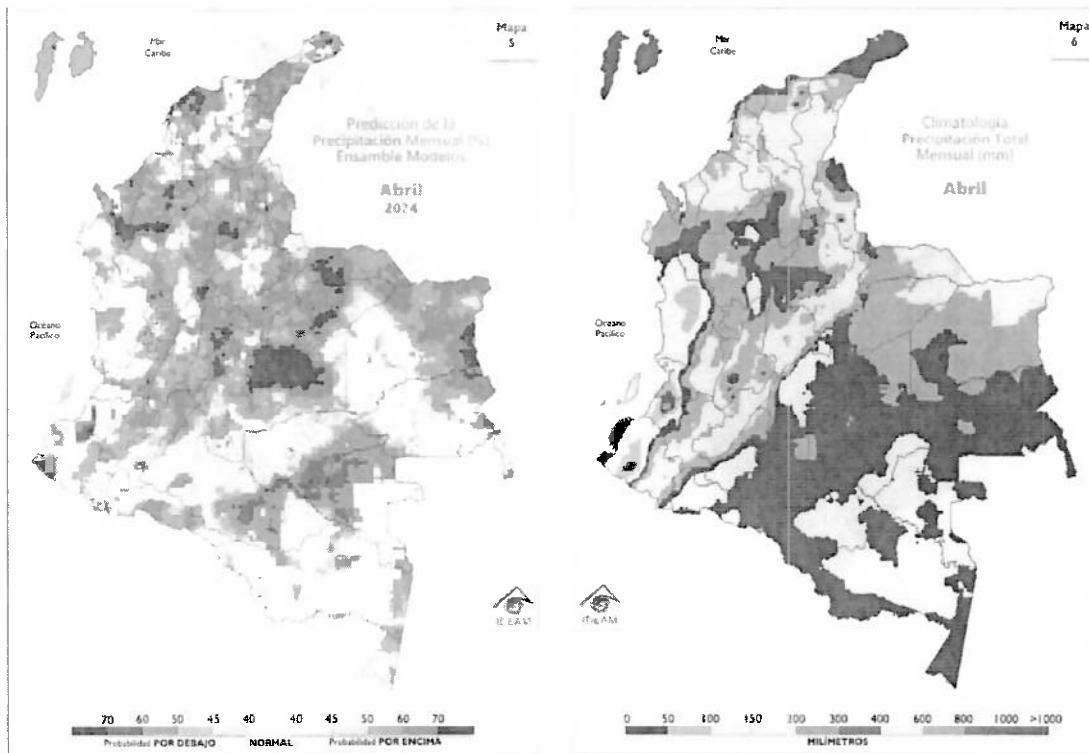 Mapa
5
Mar
Caribe
Predicción de la
Precipitación Mensual (%)
Ensamble Modelos
Abril
2024
Océano
Pacífico
IDEAM
70 60 50 45 40 40 45 60 70
Probabilidad POR DEBAJO NORMAL Probabilidad POR ENCIMA
Mapa
6
Mar
Caribe
Climatología
Precipitación Total
Mensual (mm)
Abril
Océano
Pacífico
IDEAM
0 50 100 150 200 300 400 600 800 1000 >1000
MILÍMETROS